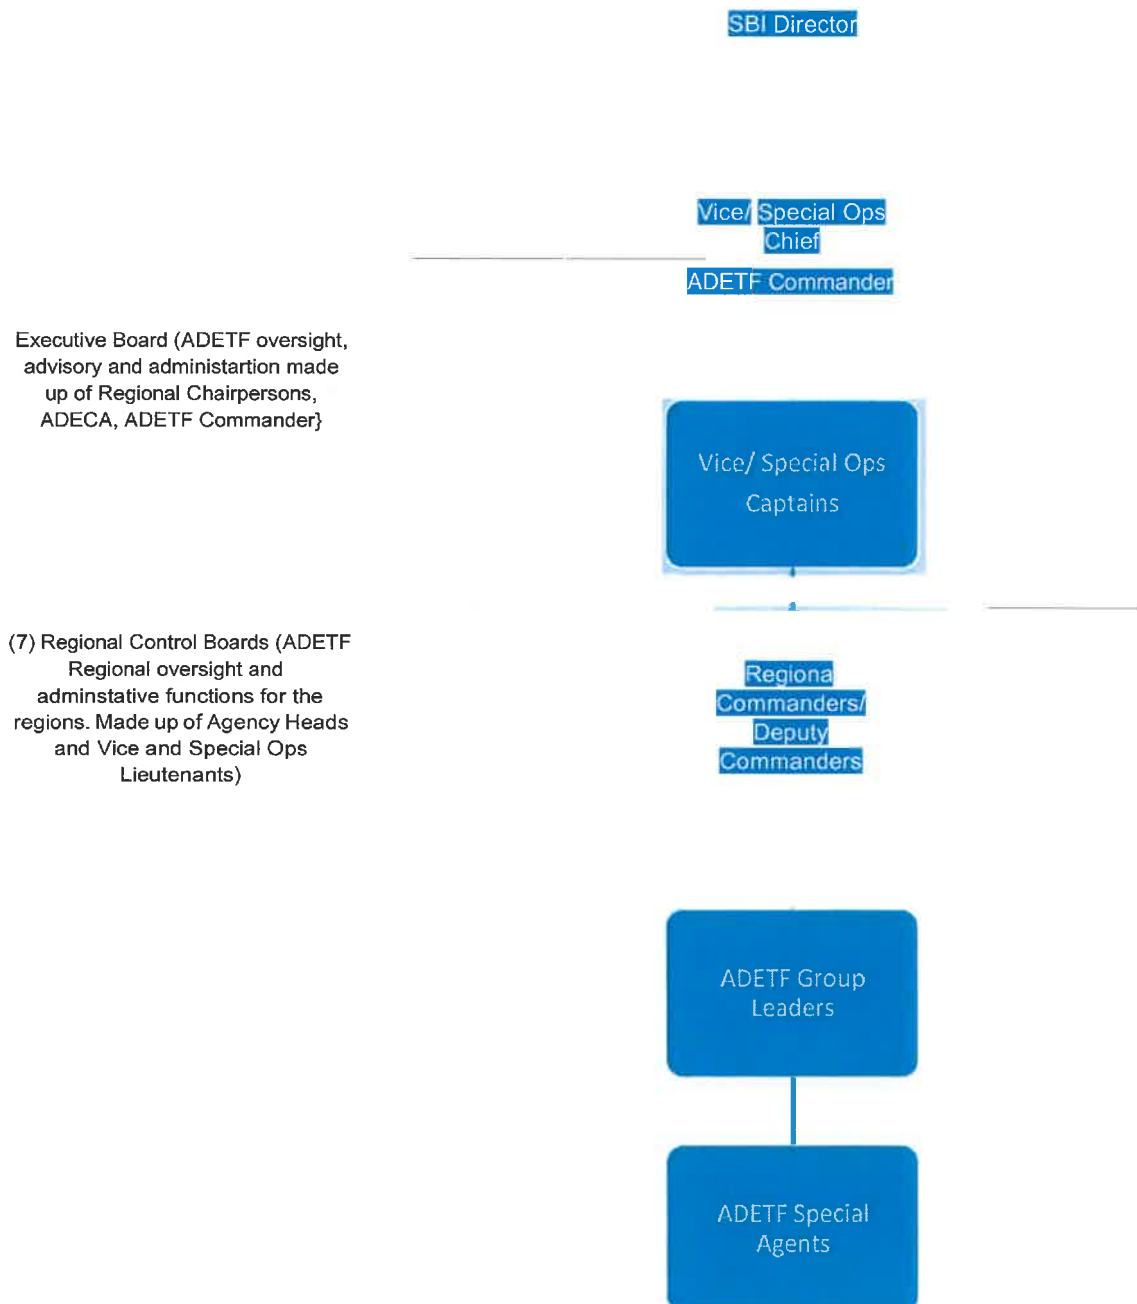 SBI Director
Vice/ Special Ops
Chief
ADETF Commander
Executive Board (ADETF oversight,
advisory and administartion made
up of Regional Chairpersons,
ADECA, ADETF Commander}
Vice/ Special Ops
Captains
(7) Regional Control Boards (ADETF
Regional oversight and
adminstative functions for the
regions. Made up of Agency Heads
and Vice and Special Ops
Lieutenants)
Regiona
Commanders/
Deputy
Commanders
ADETF Group
Leaders
ADETF Special
Agents